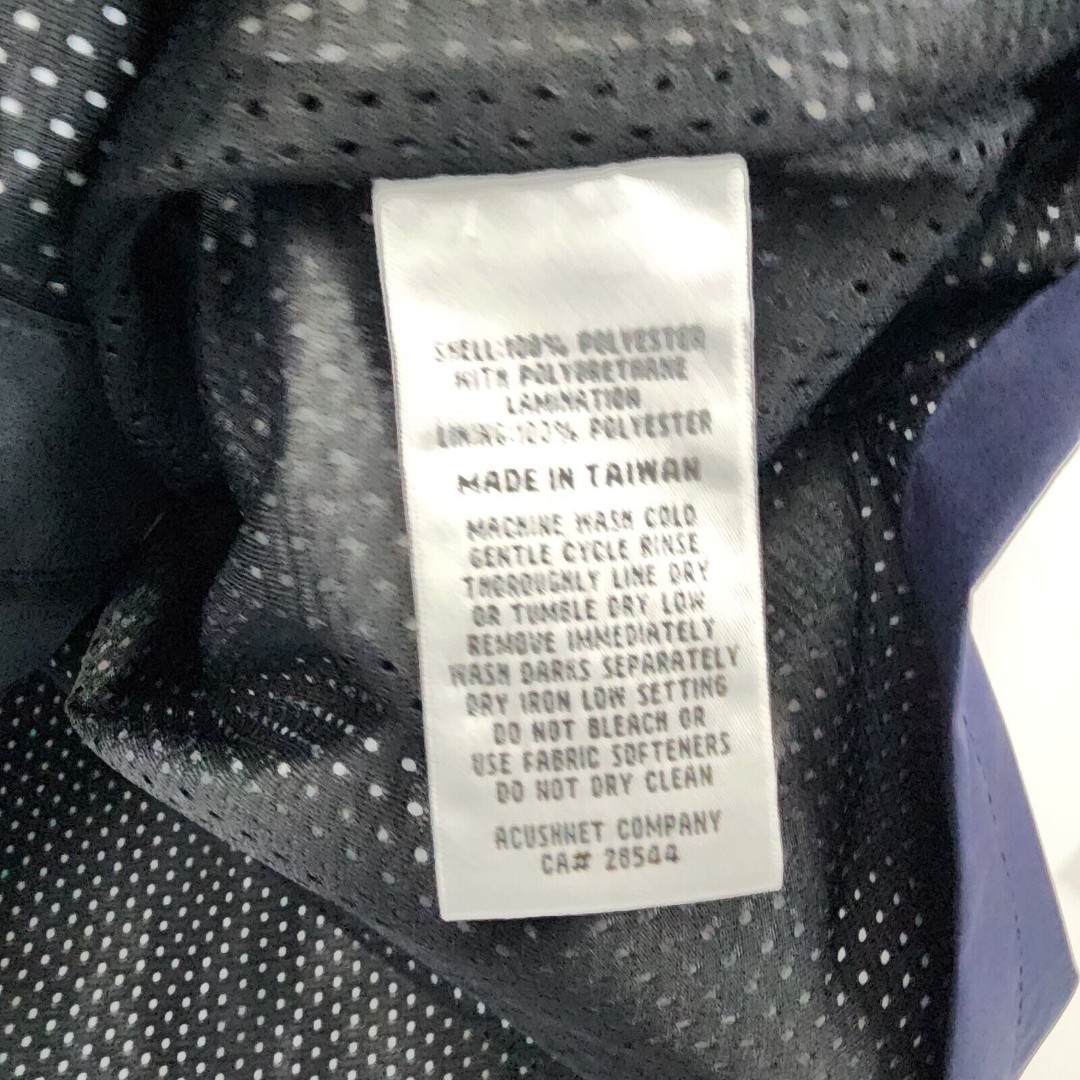 SHELL:100% POLYESTER
WITH POLYURETHANE
LAMINATION
LINING:100% POLYESTER
MADE IN TAIWAN
MACHINE WASH COLD
GENTLE CYCLE RINSE
THOROUGHLY LINE DRY
OR TUMBLE DRY LOW
REMOVE IMMEDIATELY
WASH DARKS SEPARATELY
DRY IRON LOW SETTING
DO NOT BLEACH OR
USE FABRIC SOFTENERS
DO NOT DRY CLEAN
ACUSHNET COMPANY
CA# 28544